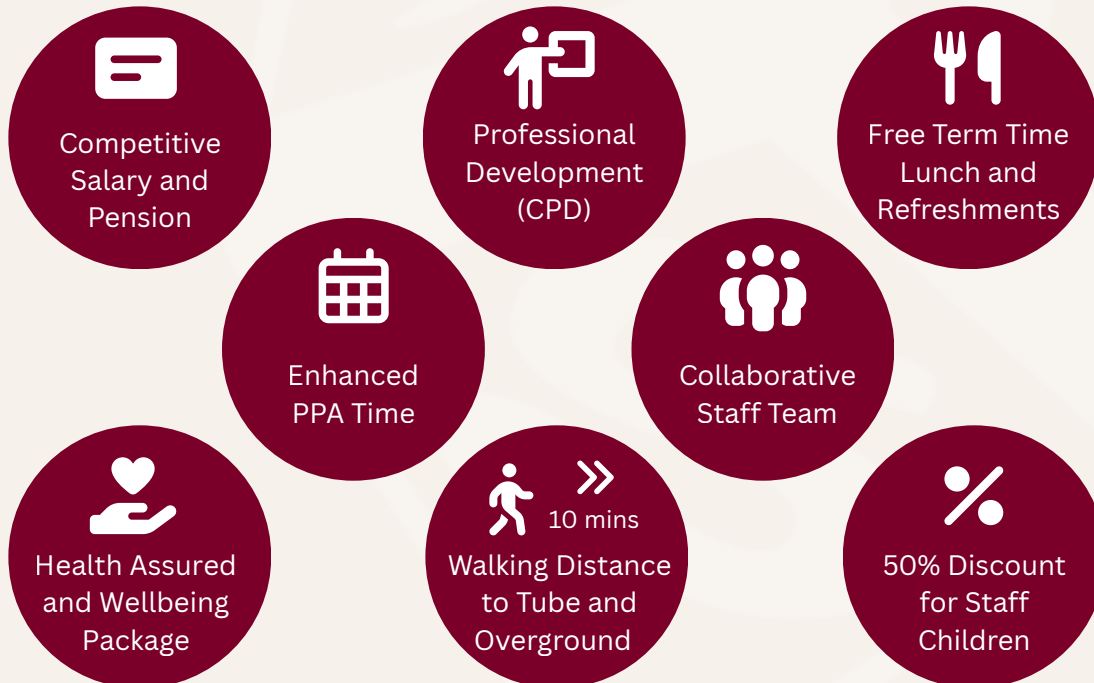 Competitive
Salary and
Pension
Professional
Development
(CPD)
Free Term Time
Lunch and
Refreshments
Enhanced
PPA Time
Collaborative
Staff Team
Health Assured
and Wellbeing
Package
10 mins
Walking Distance
to Tube and
Overground
50% Discount
for Staff
Children